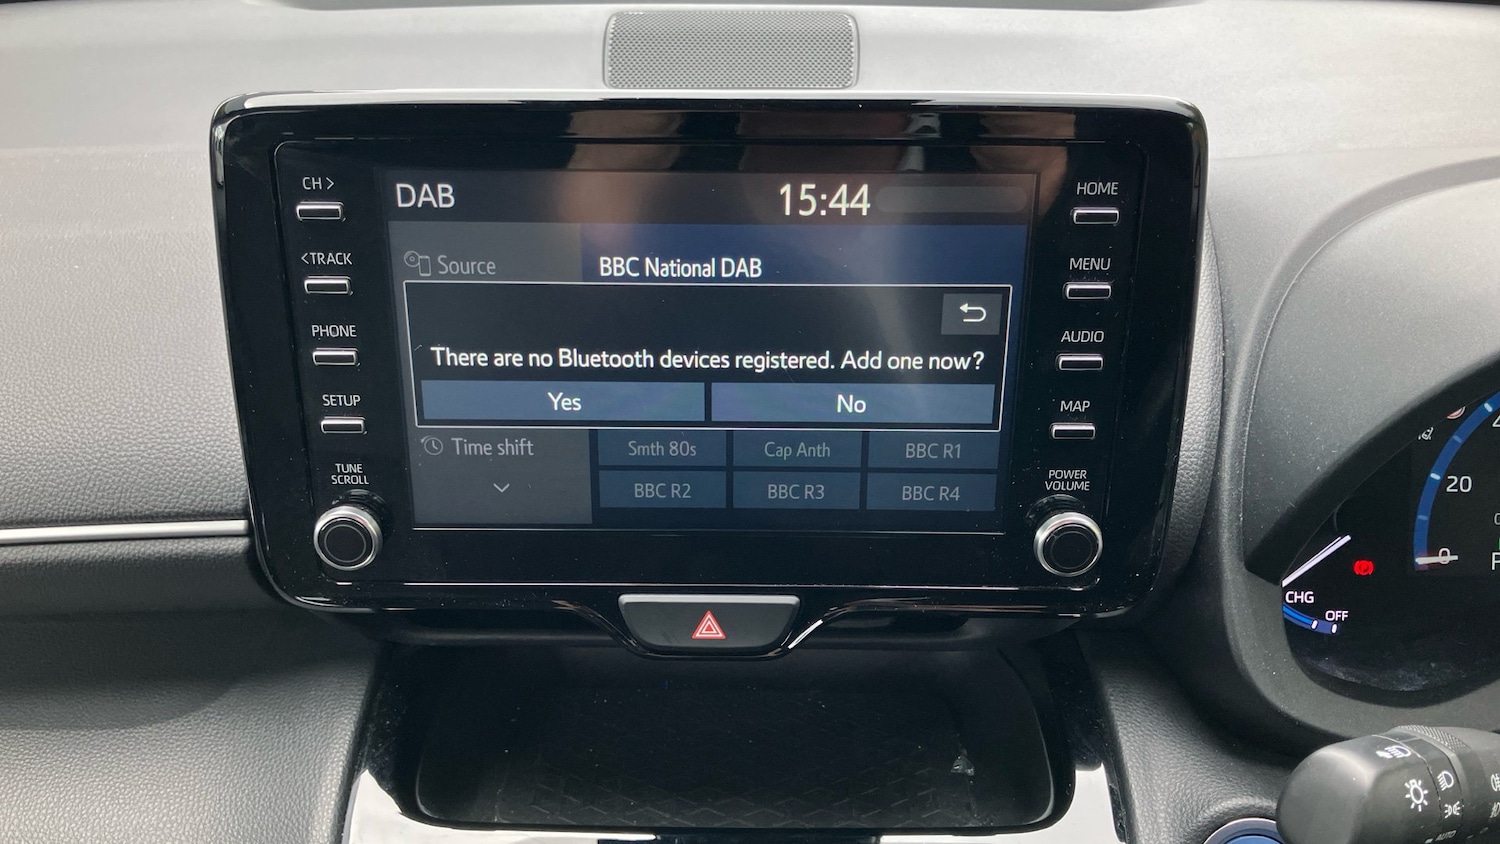 CH >
DAB
15:44
HOME
<TRACK
Source
BBC National DAB
MENU
PHONE
There are no Bluetooth devices registered. Add one now?
AUDIO
Yes
No
SETUP
MAP
Time shift
Smth 80s
Cap Anth
BBC R1
TUNE
SCROLL
BBC R2
BBC R3
BBC R4
POWER
VOLUME
20
0
CHG
OFF
AUTO